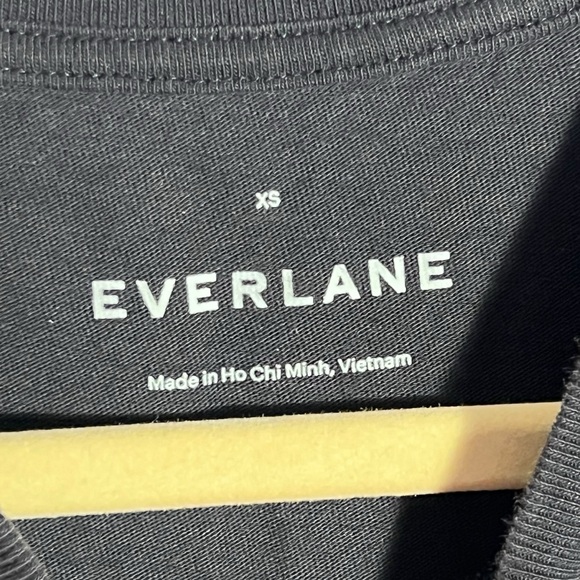 XS
EVERLANE
Made in Ho Chi Minh, Vietnam